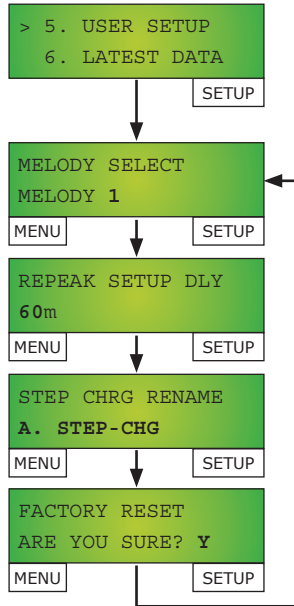 > 5. USER SETUP
6. LATEST DATA
SETUP
MELODY SELECT
MELODY 1
MENU SETUP
REPEAK SETUP DLY
60m
MENU SETUP
STEP CHRG RENAME
A. STEP-CHG
MENU SETUP
FACTORY RESET
ARE YOU SURE? Y
MENU SETUP